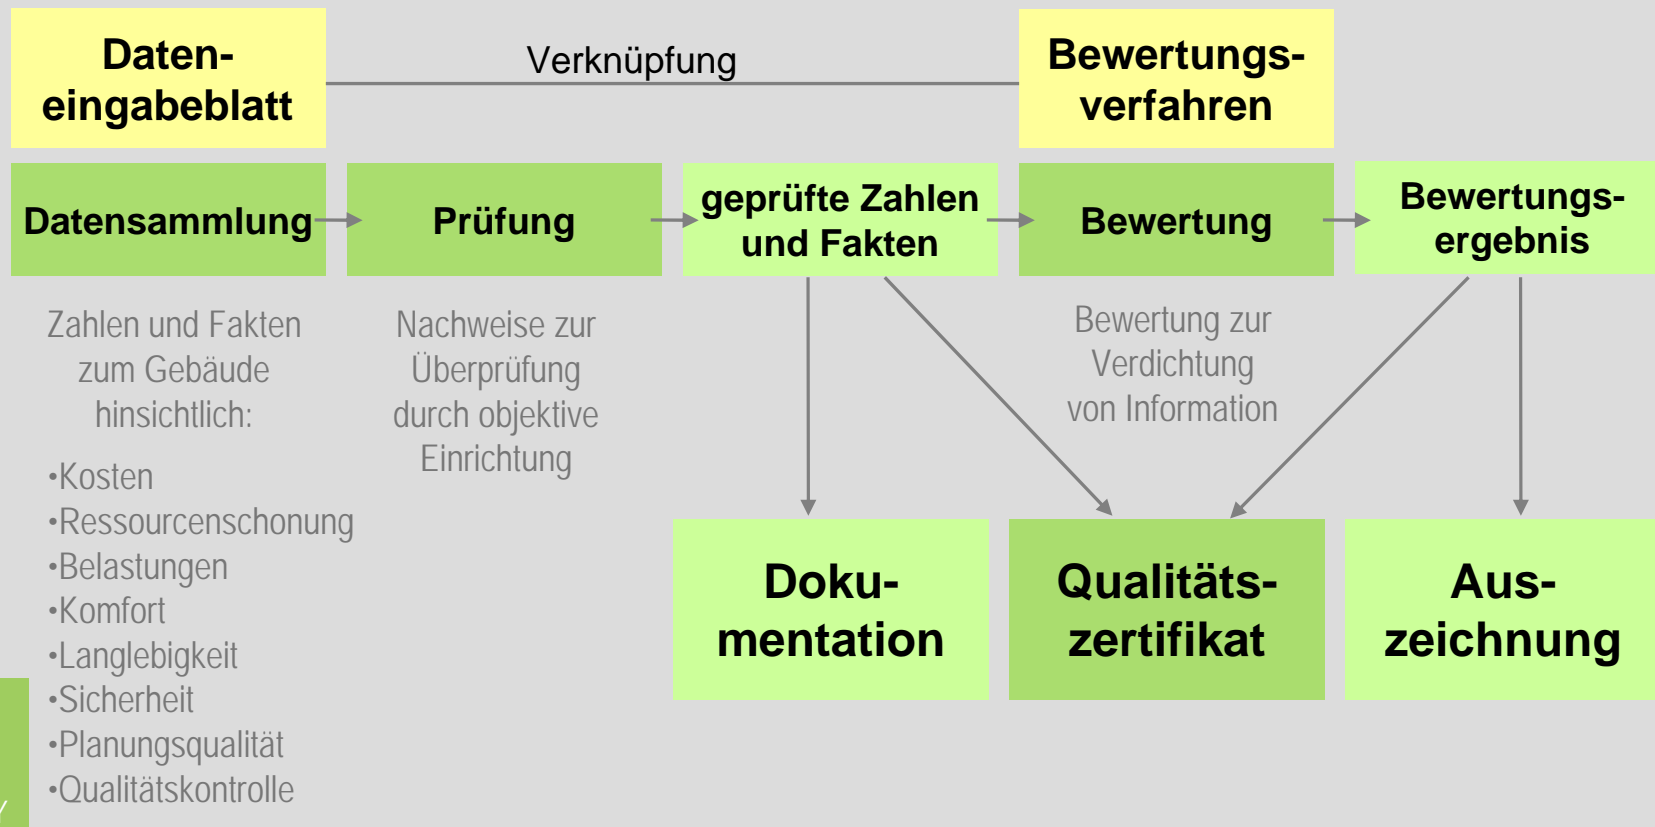 Daten-
eingabeblatt
Verknüpfung
Bewertungs-
verfahren
Datensammlung
Prüfung
geprüfte Zahlen
und Fakten
Bewertung
Bewertungs-
ergebnis
Zahlen und Fakten
zum Gebäude
hinsichtlich:
•Kosten
•Ressourcenschonung
•Belastungen
•Komfort
•Langlebigkeit
•Sicherheit
•Planungsqualität
•Qualitätskontrolle
Nachweise zur
Überprüfung
durch objektive
Einrichtung
Bewertung zur
Verdichtung
von Information
Doku-
mentation
Qualitäts-
zertifikat
Aus-
zeichnung